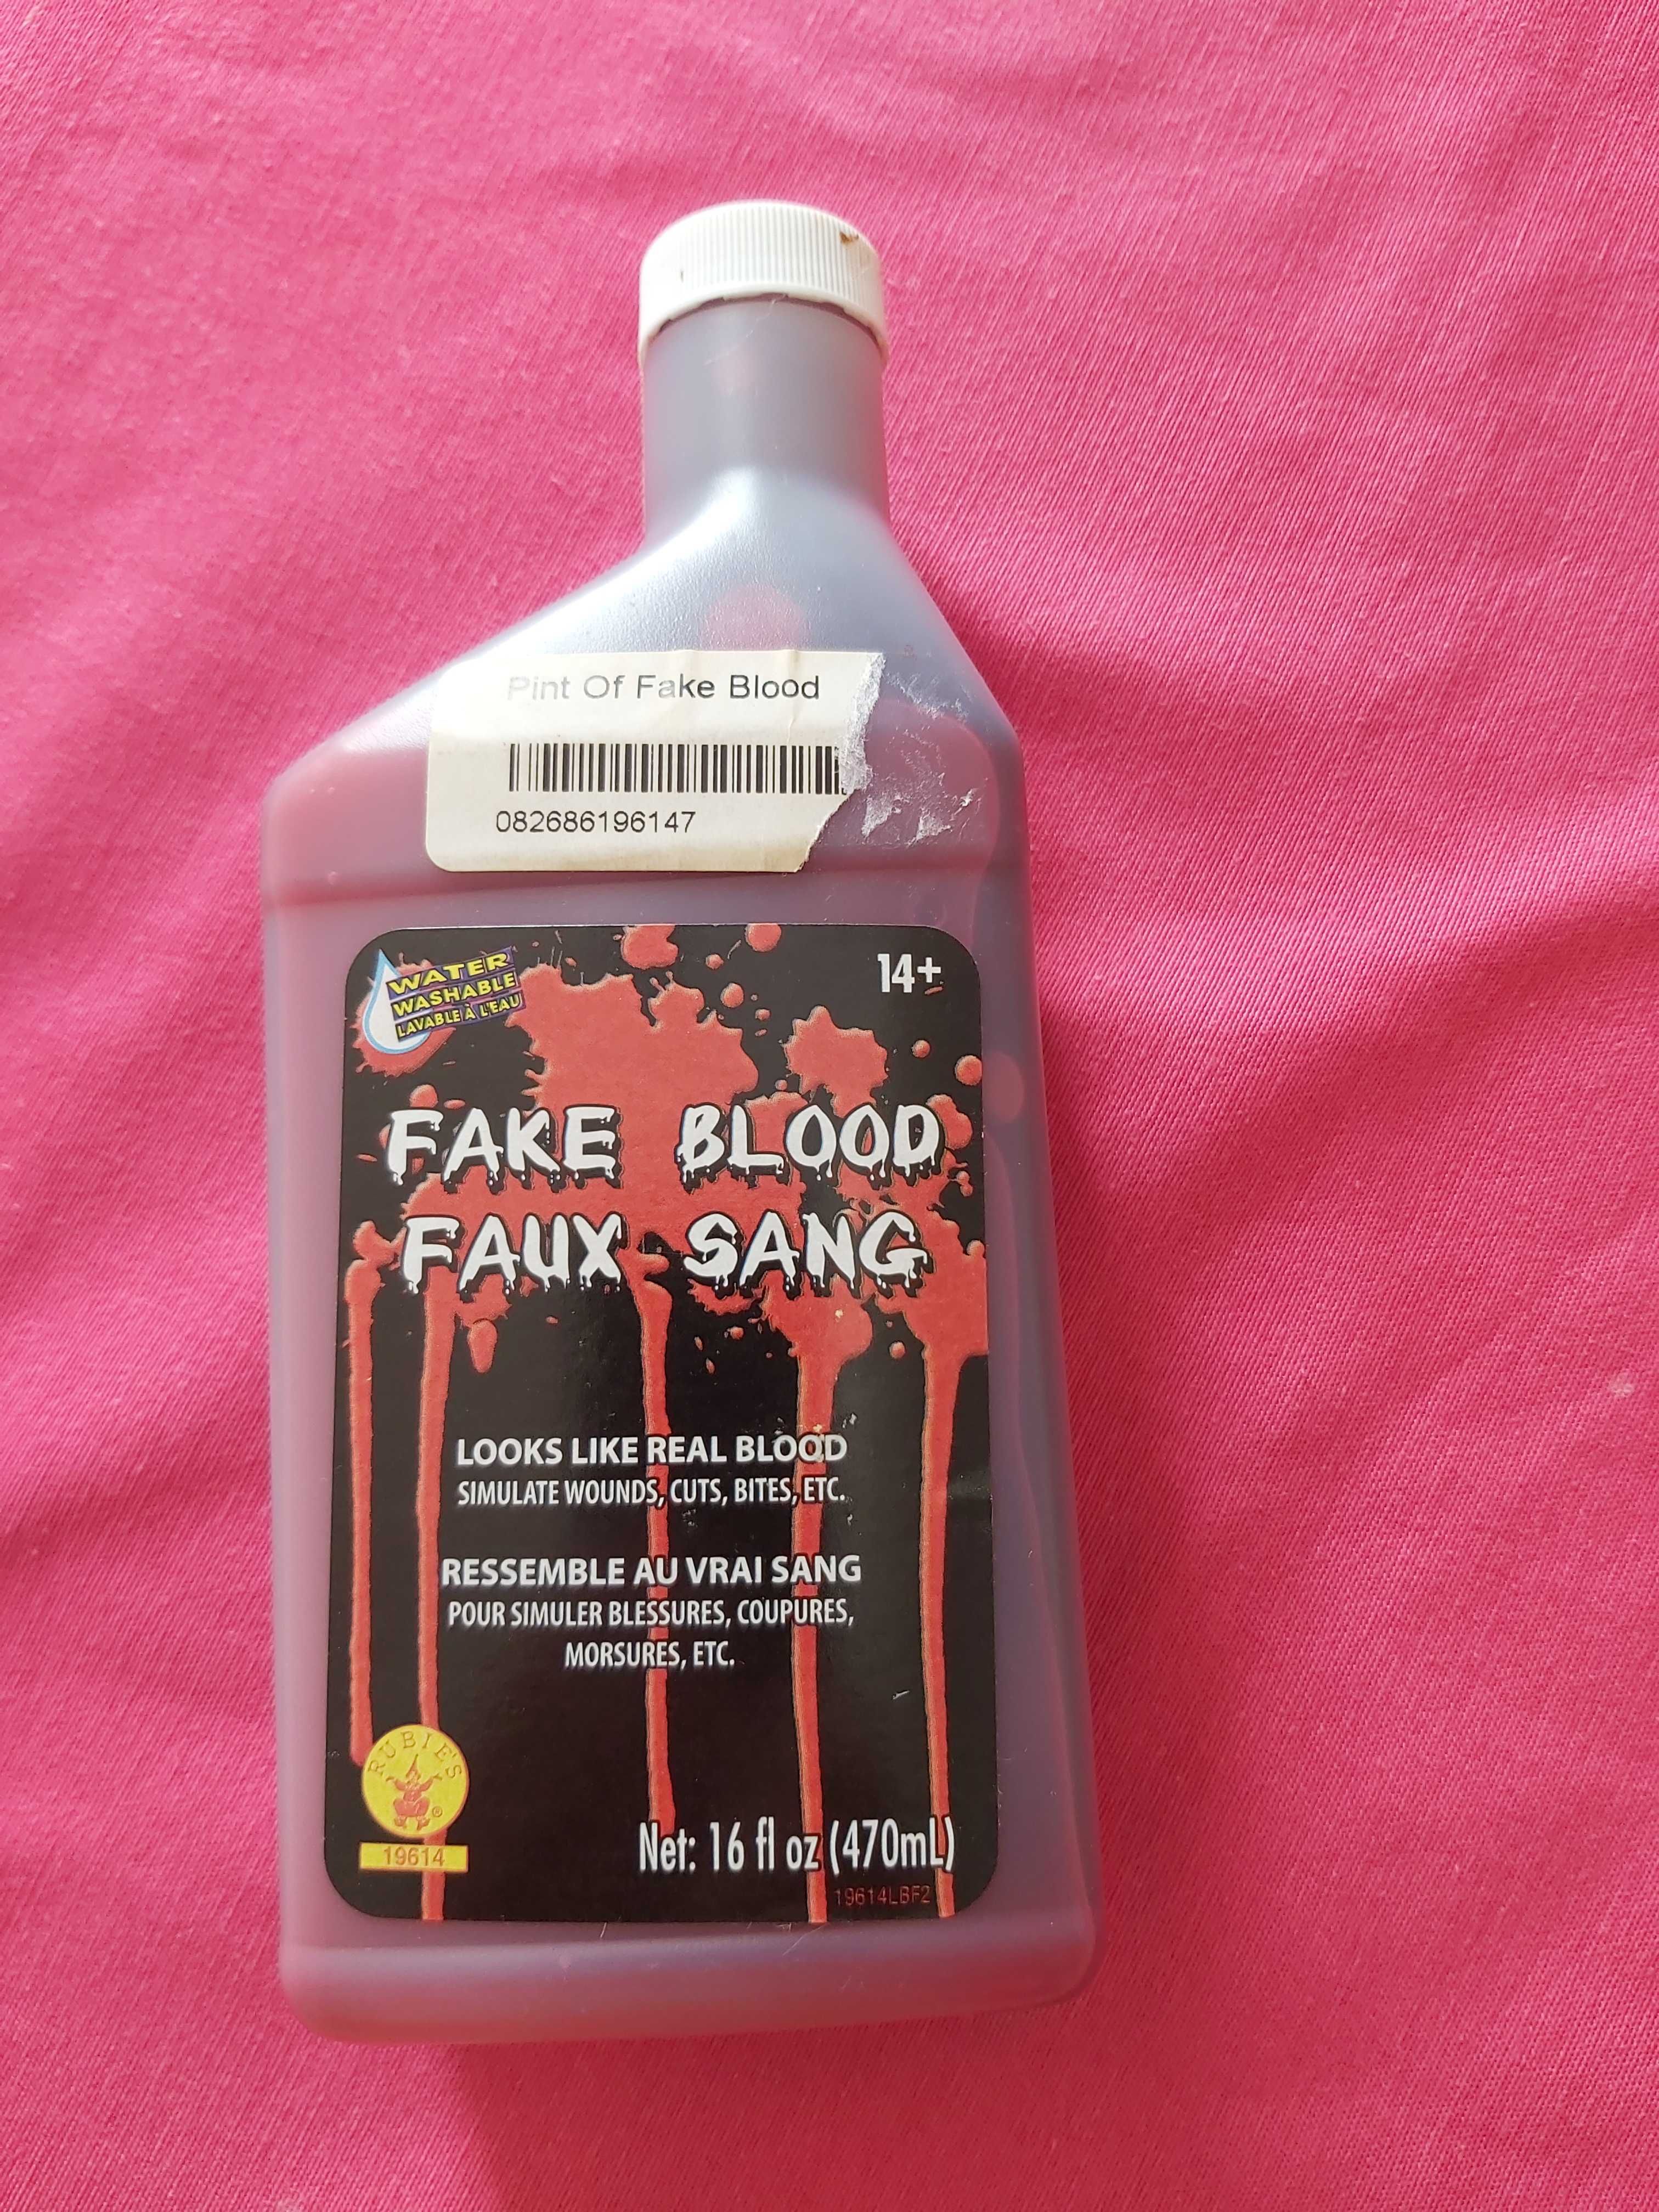 Pint Of Fake Blood
082686196147
WATER
WASHABLE
LAVABLE À L'EAU
14+
FAKE BLOOD
FAUX SANG
LOOKS LIKE REAL BLOOD
SIMULATE WOUNDS, CUTS, BITES, ETC.
RESSEMBLE AU VRAI SANG
POUR SIMULER BLESSURES, COUPURES,
MORSURES, ETC.
RUBIE'S
®
19614
Net: 16 fl oz (470mL)
19614LBF2